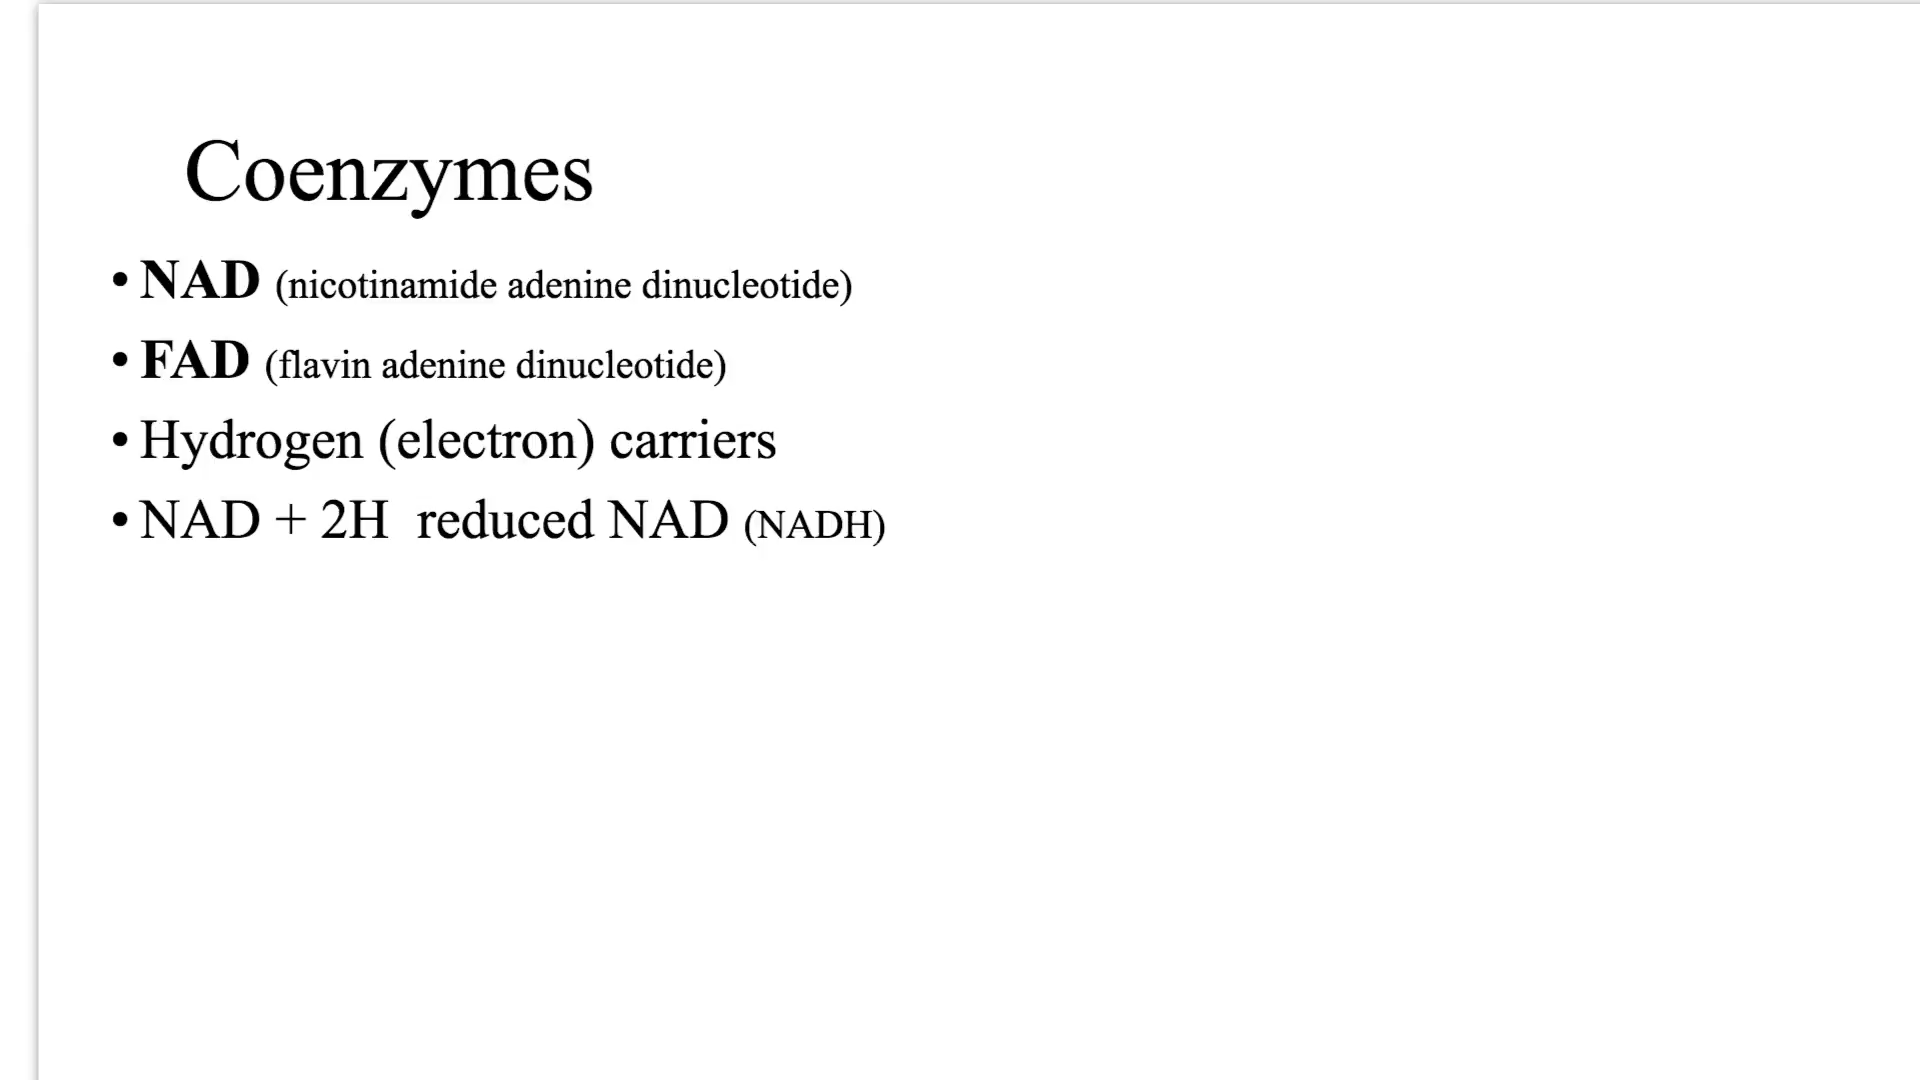 Coenzymes
• NAD (nicotinamide adenine dinucleotide)
• FAD (flavin adenine dinucleotide)
• Hydrogen (electron) carriers
• NAD + 2H  reduced NAD (NADH)